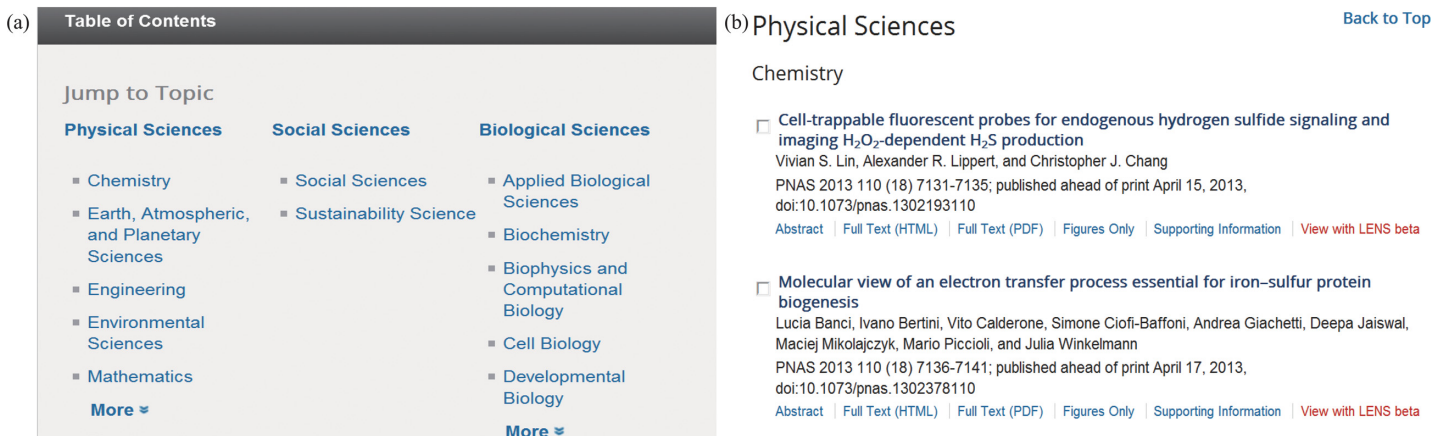 (a)
Table of Contents
Jump to Topic
Physical Sciences
Chemistry
Earth, Atmospheric,
and Planetary
Sciences
Engineering
Environmental
Sciences
Mathematics
More
Social Sciences
Social Sciences
Sustainability Science
Biological Sciences
Applied Biological
Sciences
Biochemistry
Biophysics and
Computational
Biology
Cell Biology
Developmental
Biology
More
(b)
Physical Sciences
Back to Top
Chemistry
Cell-trappable fluorescent probes for endogenous hydrogen sulfide signaling and
imaging H₂O₂-dependent H₂S production
Vivian S. Lin, Alexander R. Lippert, and Christopher J. Chang
PNAS 2013 110 (18) 7131-7135; published ahead of print April 15, 2013,
doi:10.1073/pnas.1302193110
Abstract | Full Text (HTML) | Full Text (PDF) | Figures Only | Supporting Information | View with LENS beta
Molecular view of an electron transfer process essential for iron–sulfur protein
biogenesis
Lucia Banci, Ivano Bertini, Vito Calderone, Simone Ciofi-Baffoni, Andrea Giachetti, Deepa Jaiswal,
Maciej Mikolajczyk, Mario Piccioli, and Julia Winkelmann
PNAS 2013 110 (18) 7136-7141; published ahead of print April 17, 2013,
doi:10.1073/pnas.1302378110
Abstract | Full Text (HTML) | Full Text (PDF) | Figures Only | Supporting Information | View with LENS beta